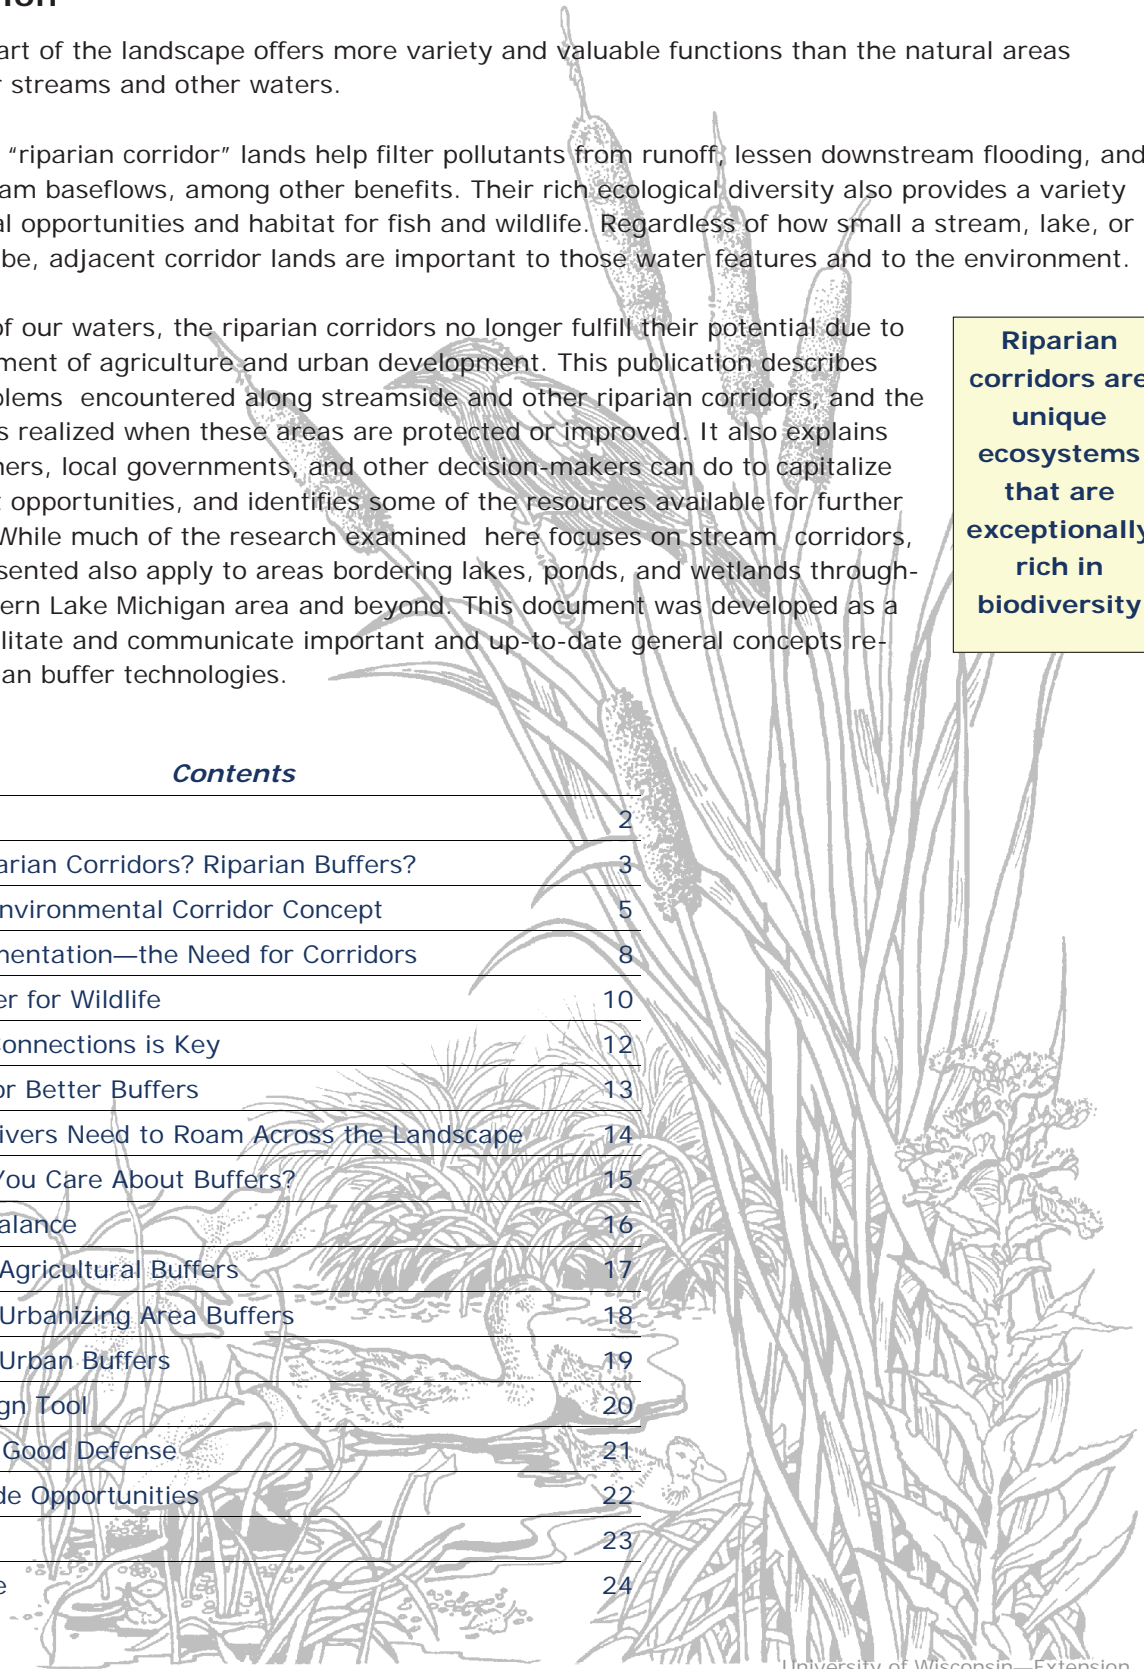 art of the landscape offers more variety and valuable functions than the natural areas
streams and other waters.
“riparian corridor” lands help filter pollutants from runoff, lessen downstream flooding, and
am baseflows, among other benefits. Their rich ecological diversity also provides a variety
al opportunities and habitat for fish and wildlife. Regardless of how small a stream, lake, or
be, adjacent corridor lands are important to those water features and to the environment.
of our waters, the riparian corridors no longer fulfill their potential due to
ment of agriculture and urban development. This publication describes
blems encountered along streamside and other riparian corridors, and the
s realized when these areas are protected or improved. It also explains
ners, local governments, and other decision-makers can do to capitalize
t opportunities, and identifies some of the resources available for further
While much of the research examined here focuses on stream corridors,
sented also apply to areas bordering lakes, ponds, and wetlands through-
ern Lake Michigan area and beyond. This document was developed as a
litate and communicate important and up-to-date general concepts re-
an buffer technologies.
Riparian
corridors are
unique
ecosystems
that are
exceptionally
rich in
biodiversity
Contents
2
arian Corridors? Riparian Buffers? 3
nvironmental Corridor Concept 5
mentation—the Need for Corridors 8
er for Wildlife 10
Connections is Key 12
or Better Buffers 13
ivers Need to Roam Across the Landscape 14
You Care About Buffers? 15
alance 16
Agricultural Buffers 17
Urbanizing Area Buffers 18
Urban Buffers 19
gn Tool 20
Good Defense 21
de Opportunities 22
23
e 24
University of Wisconsin—Extension